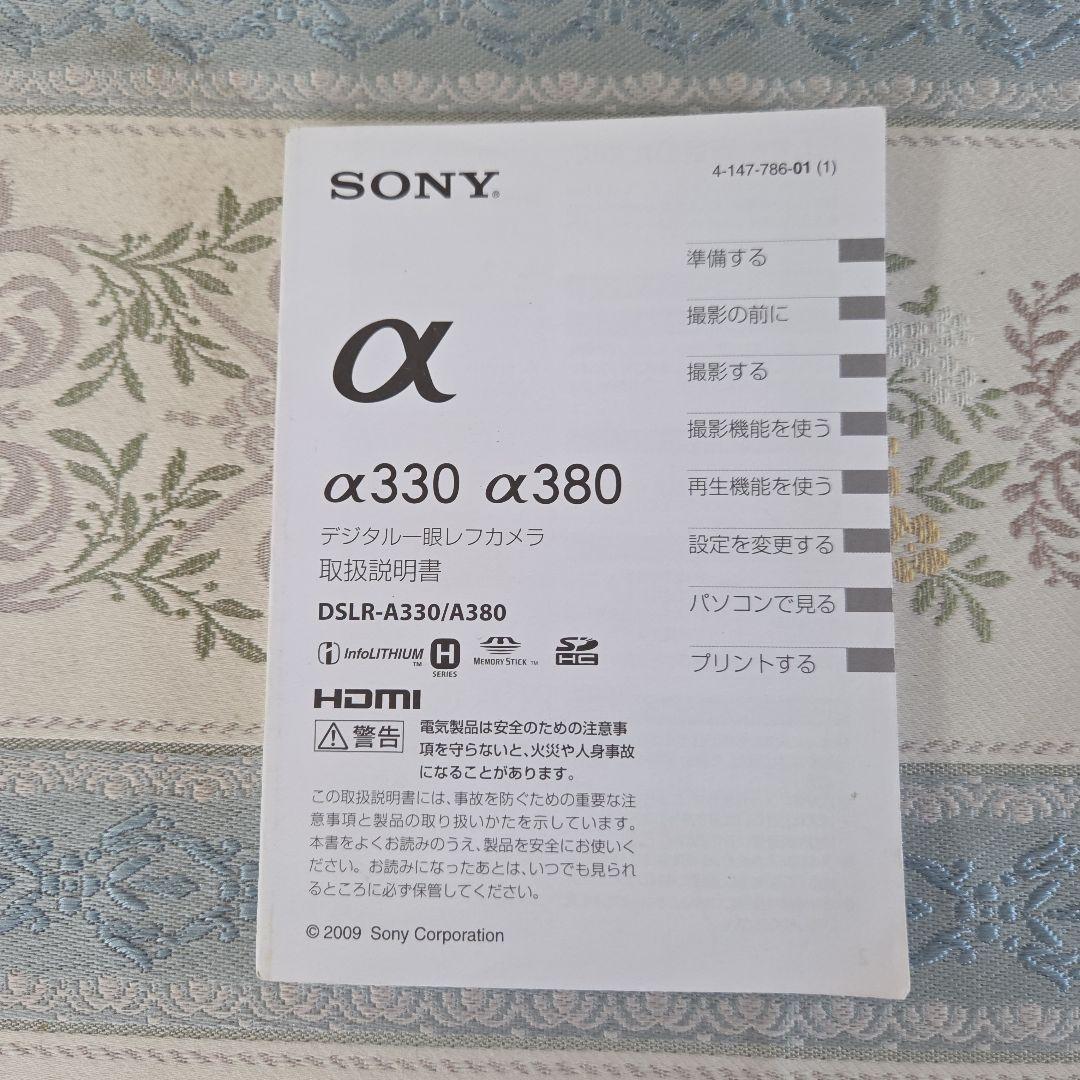 SONY®
4-147-786-01 (1)
α
α330 α380
デジタル一眼レフカメラ
取扱説明書
DSLR-A330/A380
InfoLITHIUM™ H SERIES
MEMORY STICK™
SDHC
HDMI
警告
電気製品は安全のための注意事
項を守らないと、火災や人身事故
になることがあります。
この取扱説明書には、事故を防ぐための重要な注
意事項と製品の取り扱いかたを示しています。
本書をよくお読みのうえ、製品を安全にお使いく
ださい。お読みになったあとは、いつでも見られ
るところに必ず保管してください。
© 2009 Sony Corporation
準備する
撮影の前に
撮影する
撮影機能を使う
再生機能を使う
設定を変更する
パソコンで見る
プリントする